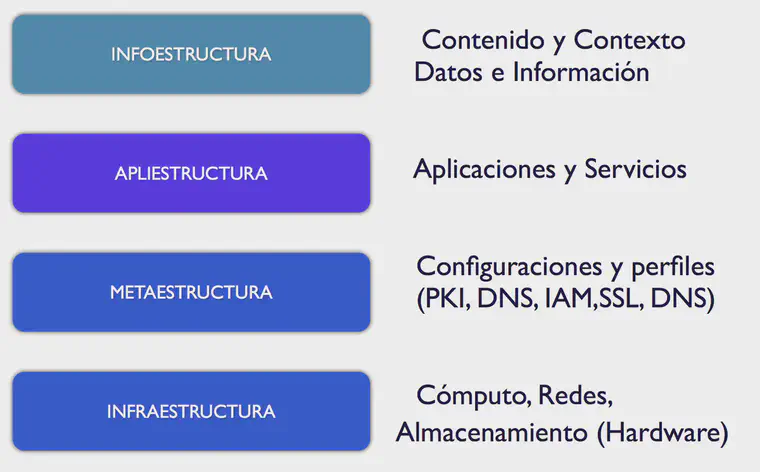 INFOESTRUCTURA
Contenido y Contexto
Datos e Información
APLIESTRUCTURA
Aplicaciones y Servicios
METAESTRUCTURA
Configuraciones y perfiles
(PKI, DNS, IAM,SSL, DNS)
INFRAESTRUCTURA
Cómputo, Redes,
Almacenamiento (Hardware)